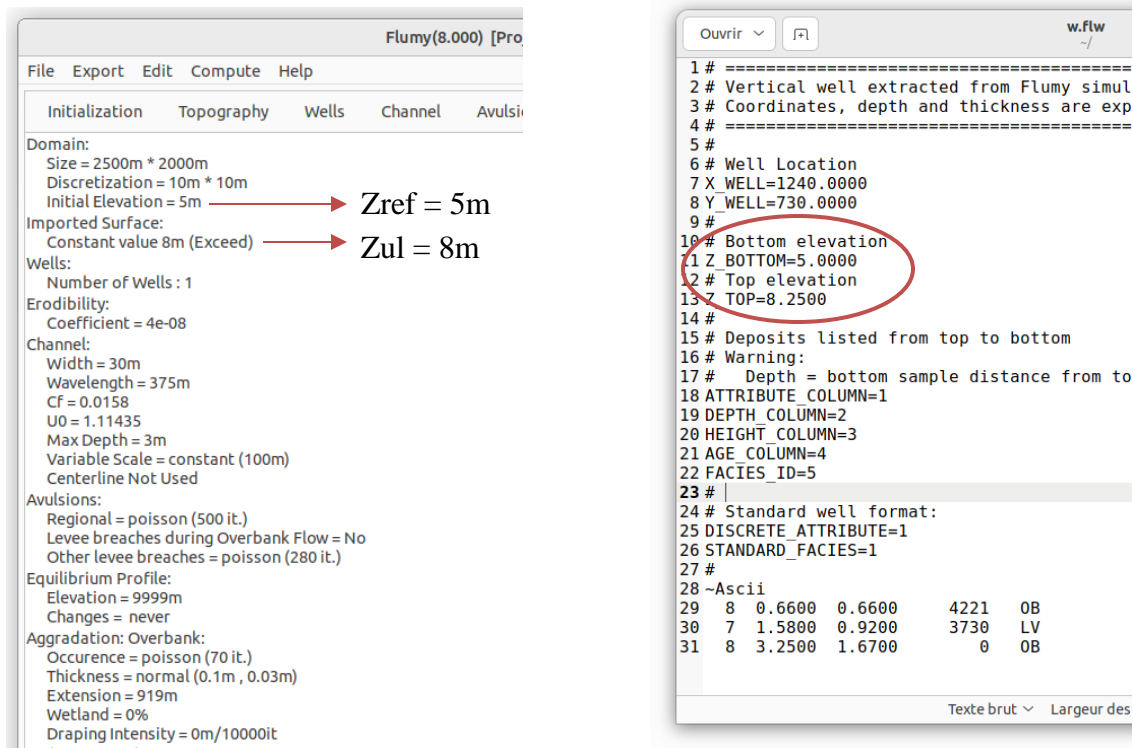 Flumy(8.000) [Pro
File Export Edit Compute Help
Initialization Topography Wells Channel Avulsi
Domain:
Size = 2500m * 2000m
Discretization = 10m * 10m
Initial Elevation = 5m
Zref = 5m
Imported Surface:
Constant value 8m (Exceed)
Zul = 8m
Wells:
Number of Wells : 1
Erodibility:
Coefficient = 4e-08
Channel:
Width = 30m
Wavelength = 375m
Cf = 0.0158
U0 = 1.11435
Max Depth = 3m
Variable Scale = constant (100m)
Centerline Not Used
Avulsions:
Regional = poisson (500 it.)
Levee breaches during Overbank Flow = No
Other levee breaches = poisson (280 it.)
Equilibrium Profile:
Elevation = 9999m
Changes = never
Aggradation: Overbank:
Occurence = poisson (70 it.)
Thickness = normal (0.1m , 0.03m)
Extension = 919m
Wetland = 0%
Draping Intensity = 0m/10000it
Ouvrir
w.flw
~/
1 # ========================================
2 # Vertical well extracted from Flumy simul
3 # Coordinates, depth and thickness are exp
4 # ========================================
5 #
6 # Well Location
7 X_WELL=1240.0000
8 Y_WELL=730.0000
9 #
10 # Bottom elevation
11 Z_BOTTOM=5.0000
12 # Top elevation
13 Z_TOP=8.2500
14 #
15 # Deposits listed from top to bottom
16 # Warning:
17 # Depth = bottom sample distance from to
18 ATTRIBUTE_COLUMN=1
19 DEPTH_COLUMN=2
20 HEIGHT_COLUMN=3
21 AGE_COLUMN=4
22 FACIES_ID=5
23 #
24 # Standard well format:
25 DISCRETE_ATTRIBUTE=1
26 STANDARD_FACIES=1
27 #
28 ~Ascii
29 8 0.6600 0.6600 4221 OB
30 7 1.5800 0.9200 3730 LV
31 8 3.2500 1.6700 0 OB
Texte brut Largeur des